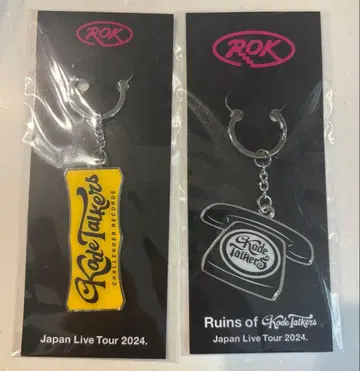 ROK
Kode Talkers
CHALLENGER RECORDS
Japan Live Tour 2024.
ROK
Kode
Talkers
Ruins of Kode Talkers
Japan Live Tour 2024.